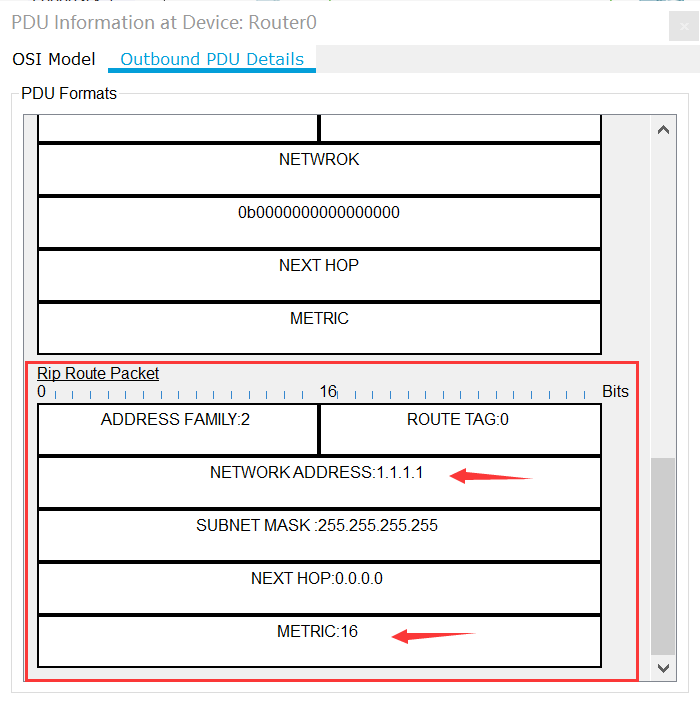 PDU Information at Device: Router0
OSI Model Outbound PDU Details
PDU Formats
NETWROK
0b0000000000000000
NEXT HOP
METRIC
Rip Route Packet
0 16 Bits
ADDRESS FAMILY:2 ROUTE TAG:0
NETWORK ADDRESS:1.1.1.1
SUBNET MASK :255.255.255.255
NEXT HOP:0.0.0.0
METRIC:16